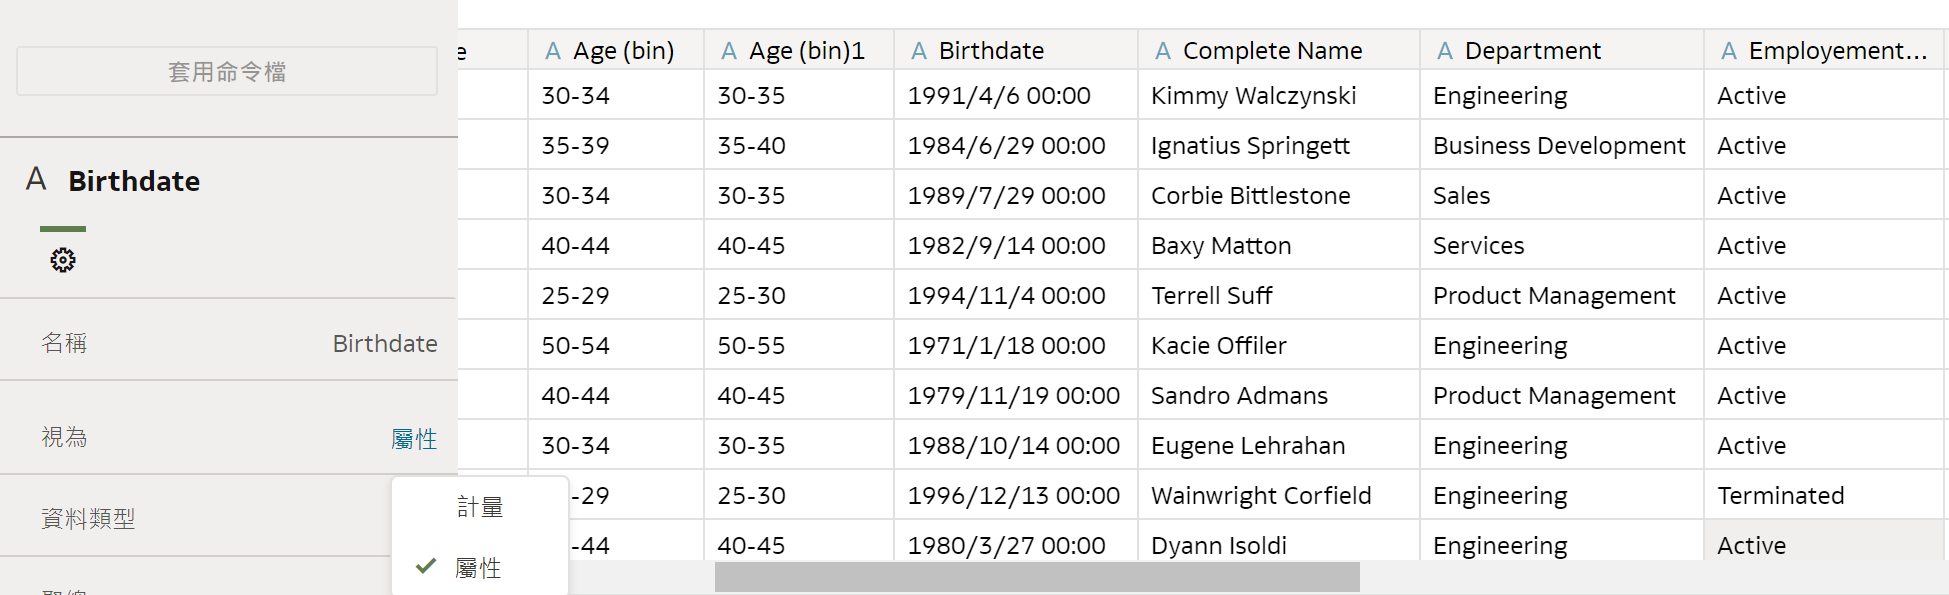 套用命令檔
A Birthdate
名稱 Birthdate
視為 屬性
資料類型
計量
屬性
e A Age (bin) A Age (bin)1 A Birthdate A Complete Name A Department A Employement...
30-34 30-35 1991/4/6 00:00 Kimmy Walczynski Engineering Active
35-39 35-40 1984/6/29 00:00 Ignatius Springett Business Development Active
30-34 30-35 1989/7/29 00:00 Corbie Bittlestone Sales Active
40-44 40-45 1982/9/14 00:00 Baxy Matton Services Active
25-29 25-30 1994/11/4 00:00 Terrell Suff Product Management Active
50-54 50-55 1971/1/18 00:00 Kacie Offiler Engineering Active
40-44 40-45 1979/11/19 00:00 Sandro Admans Product Management Active
30-34 30-35 1988/10/14 00:00 Eugene Lehrahan Engineering Active
-29 25-30 1996/12/13 00:00 Wainwright Corfield Engineering Terminated
-44 40-45 1980/3/27 00:00 Dyann Isoldi Engineering Active